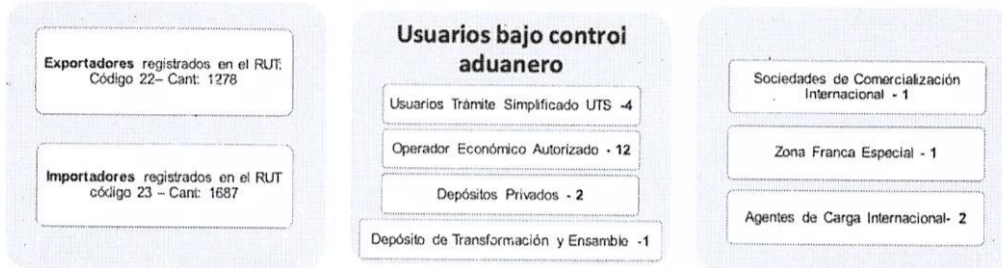 Exportadores registrados en el RUT:
Código 22– Cant: 1278
Importadores registrados en el RUT
código 23 – Cant: 1687
Usuarios bajo control
aduanero
Usuarios Trámite Simplificado UTS -4
Operador Económico Autorizado - 12
Depósitos Privados - 2
Depósito de Transformación y Ensamblo -1
Sociedades de Comercialización
Internacional - 1
Zona Franca Especial - 1
Agentes de Carga Internacional- 2